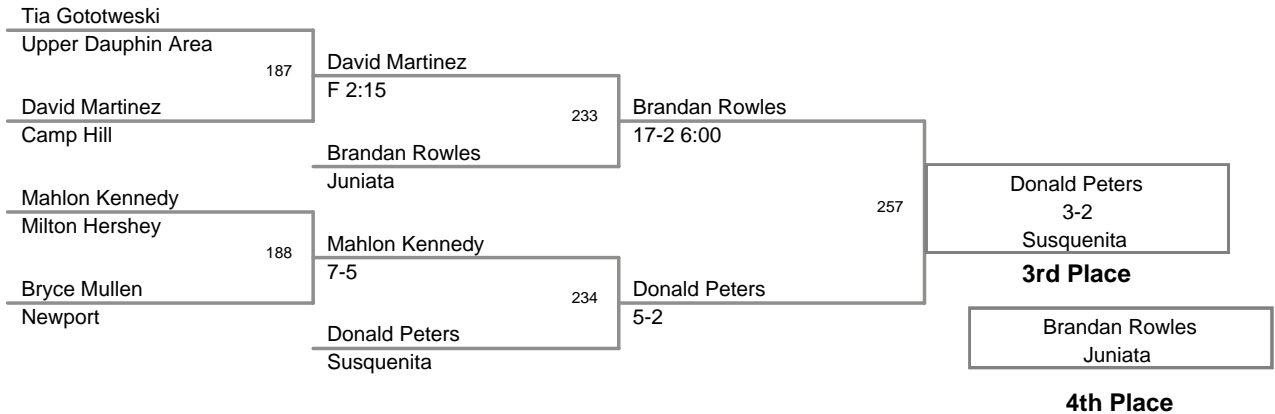 Tia Gototweski
Upper Dauphin Area
187
David Martinez
F 2:15
David Martinez
Camp Hill
233
Brandan Rowles
17-2 6:00
Brandan Rowles
Juniata
Mahlon Kennedy
Milton Hershey
188
Mahlon Kennedy
7-5
Bryce Mullen
Newport
234
Donald Peters
5-2
Donald Peters
Susquenita
257
Donald Peters
3-2
Susquenita
3rd Place
Brandan Rowles
Juniata
4th Place